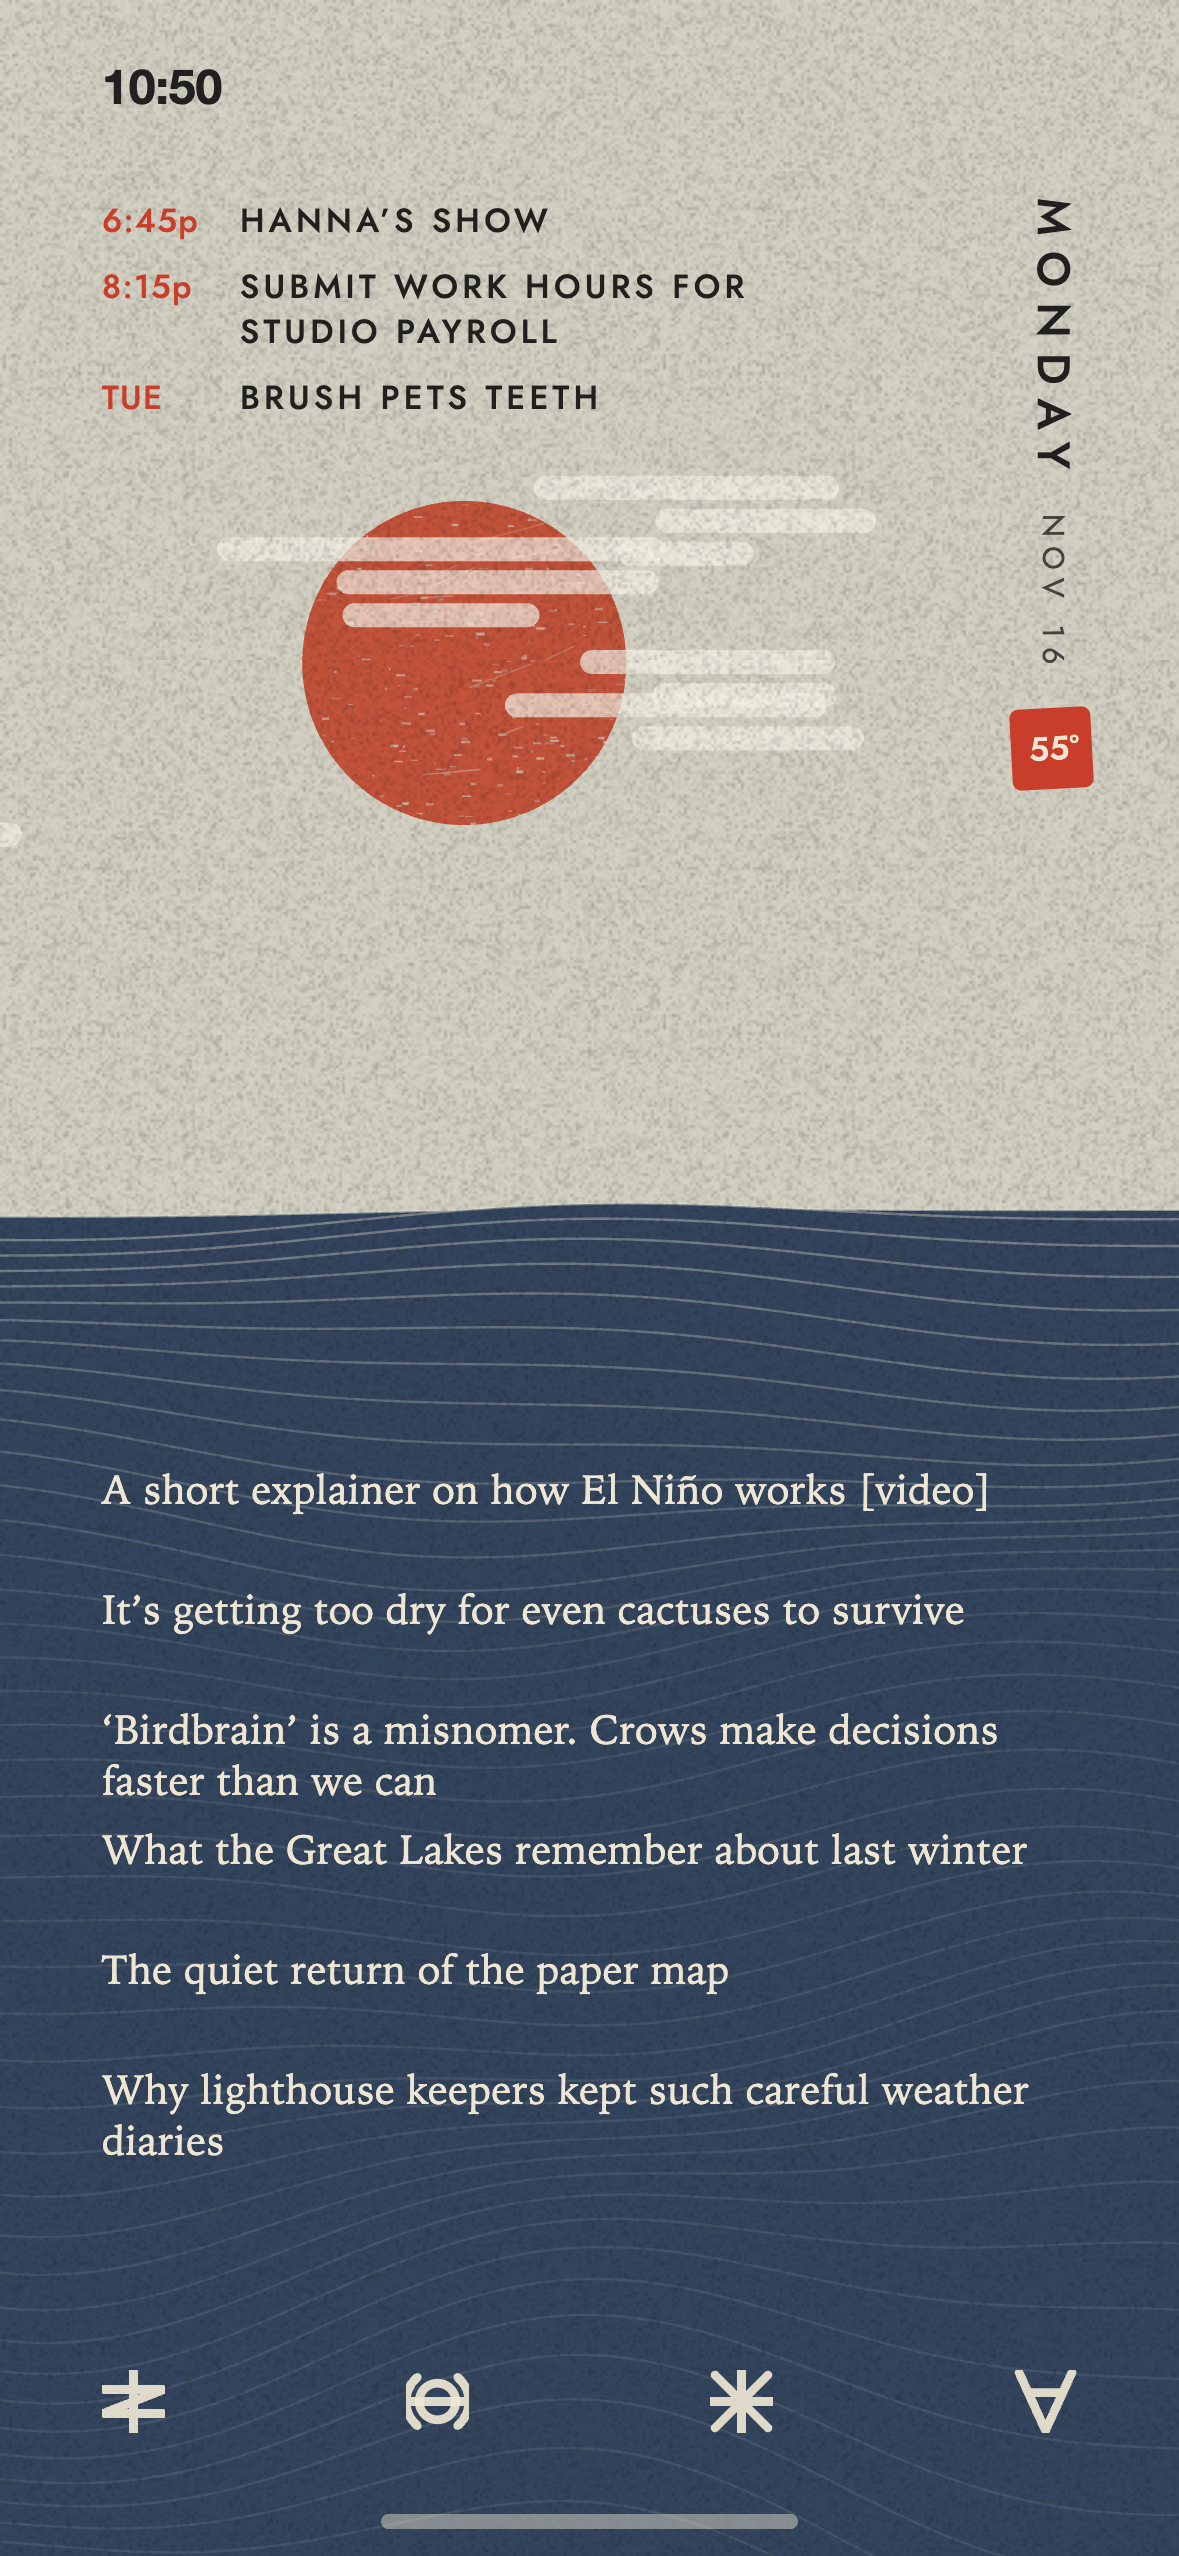 10:50
6:45p HANNA’S SHOW
8:15p SUBMIT WORK HOURS FOR
STUDIO PAYROLL
TUE BRUSH PETS TEETH
MONDAY NOV 16
55°
A short explainer on how El Niño works [video]
It’s getting too dry for even cactuses to survive
‘Birdbrain’ is a misnomer. Crows make decisions
faster than we can
What the Great Lakes remember about last winter
The quiet return of the paper map
Why lighthouse keepers kept such careful weather
diaries